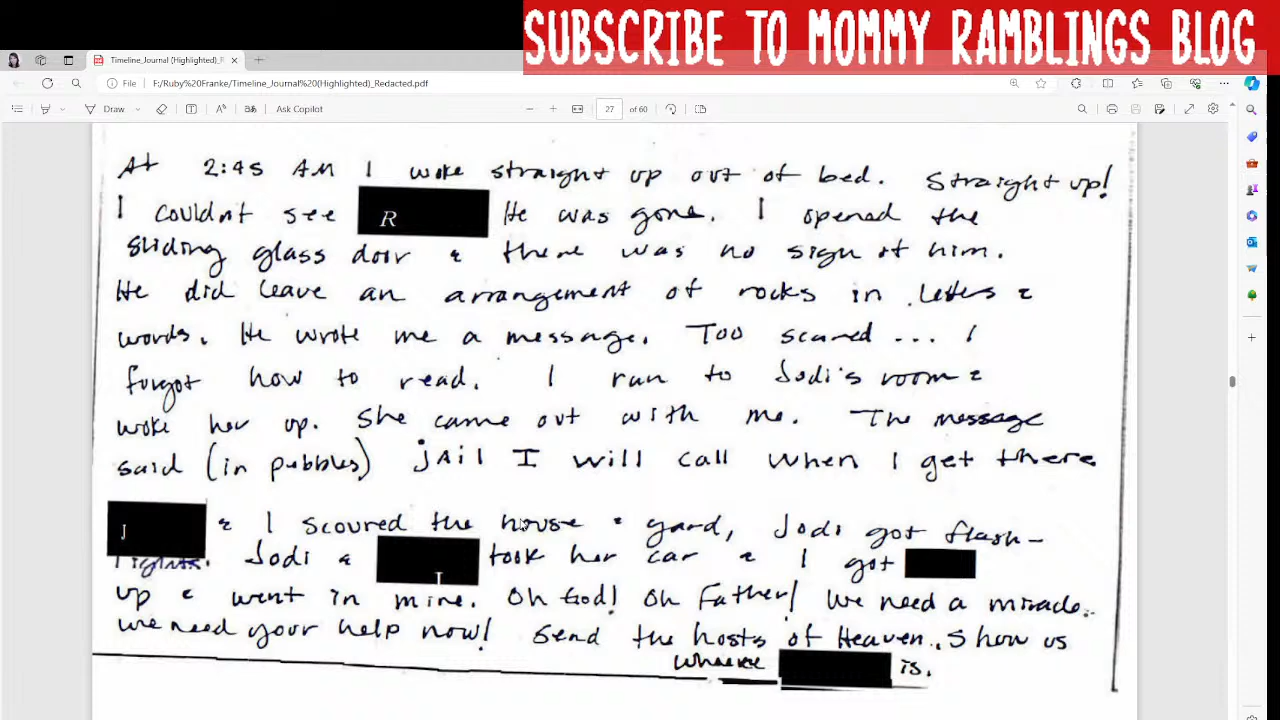 SUBSCRIBE TO MOMMY RAMBLINGS BLOG
Timeline_Journal (Highlighted)_R
File F:/Ruby%20Franke/Timeline_Journal%20(Highlighted)_Redacted.pdf
Draw Ask Copilot 27 of 60
At 2:45 AM I woke straight up out of bed. Straight up!
I couldnt see R He was gone. I opened the
sliding glass door & there was no sign of him.
He did leave an arrangement of rocks in letters &
words. He wrote me a message. Too scared ... I
forgot how to read. I ran to Jodi's room &
woke her up. She came out with me. The message
said (in pebbles) jAil I will call when I get there
J & I scoured the house & yard, Jodi got flash-
lights. Jodi & J took her car & I got
up & went in mine. Oh God! Oh Father! We need a miracle.
We need your help now! Send the hosts of Heaven. Show us
where is.